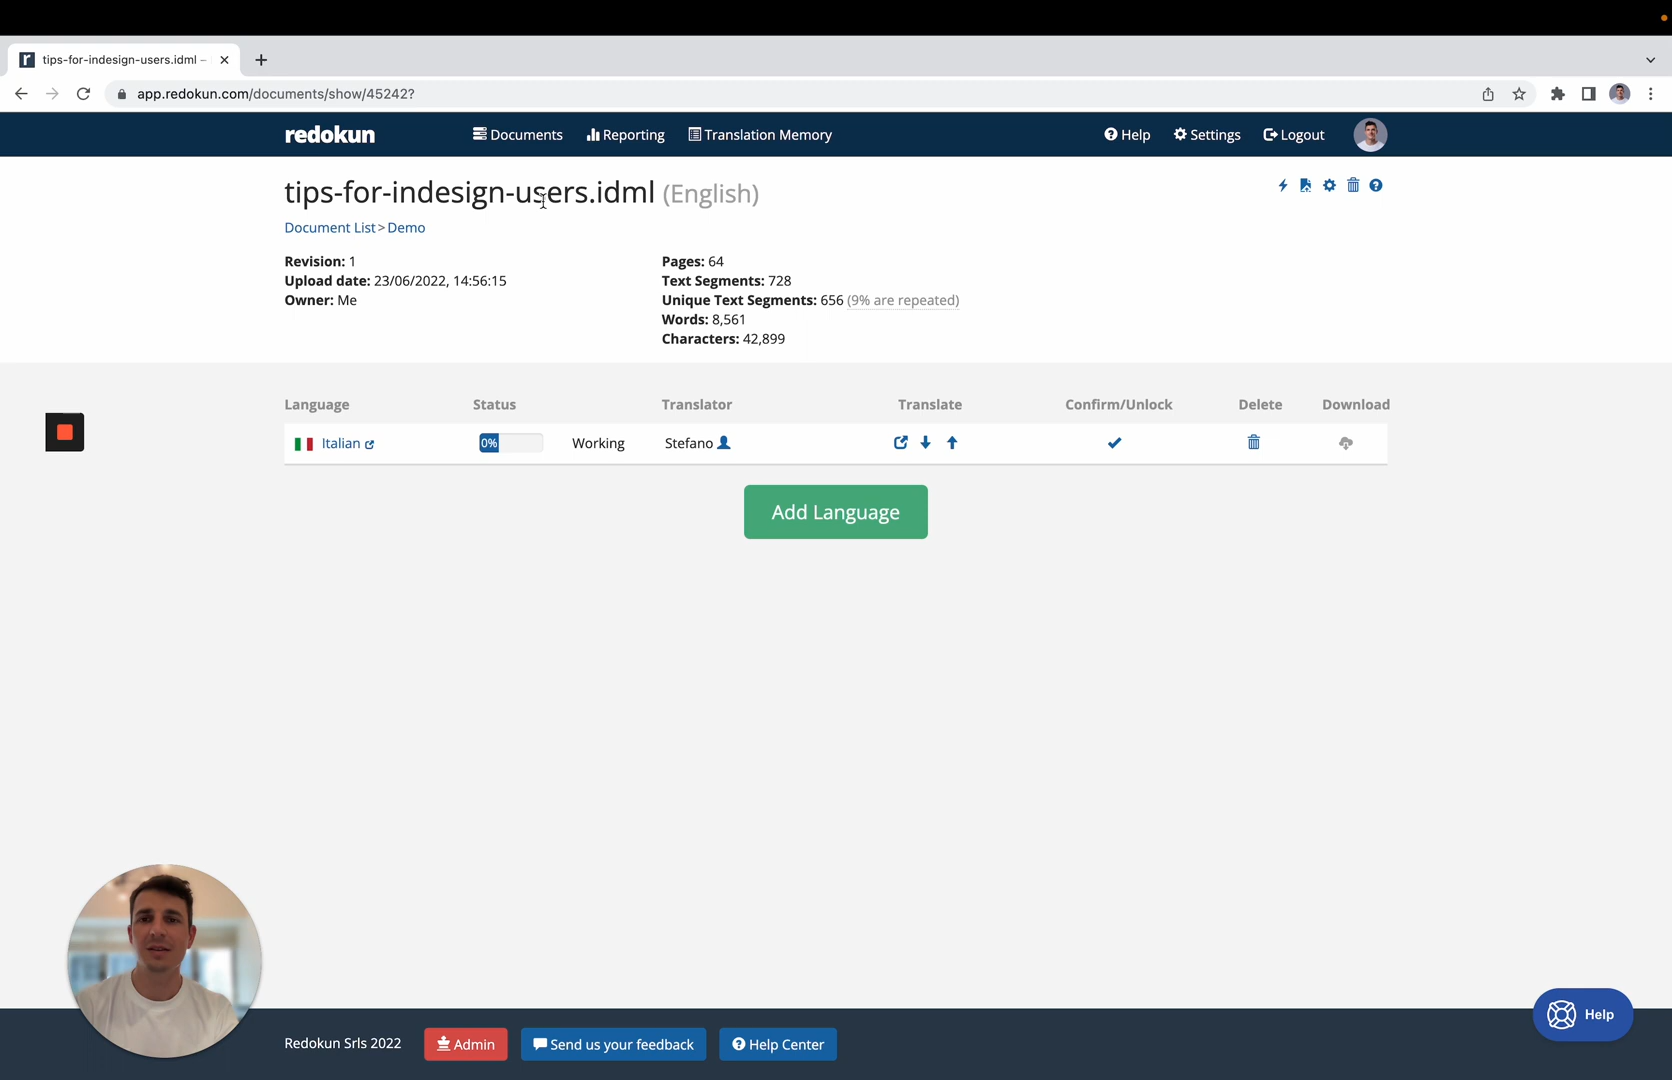 tips-for-indesign-users.idml –
app.redokun.com/documents/show/45242?
redokun
Documents
Reporting
Translation Memory
Help
Settings
Logout
tips-for-indesign-users.idml (English)
Document List > Demo
Revision: 1
Upload date: 23/06/2022, 14:56:15
Owner: Me
Pages: 64
Text Segments: 728
Unique Text Segments: 656 (9% are repeated)
Words: 8,561
Characters: 42,899
Language Status Translator Translate Confirm/Unlock Delete Download
Italian 0% Working Stefano
Add Language
Redokun Srls 2022
Admin
Send us your feedback
Help Center
Help